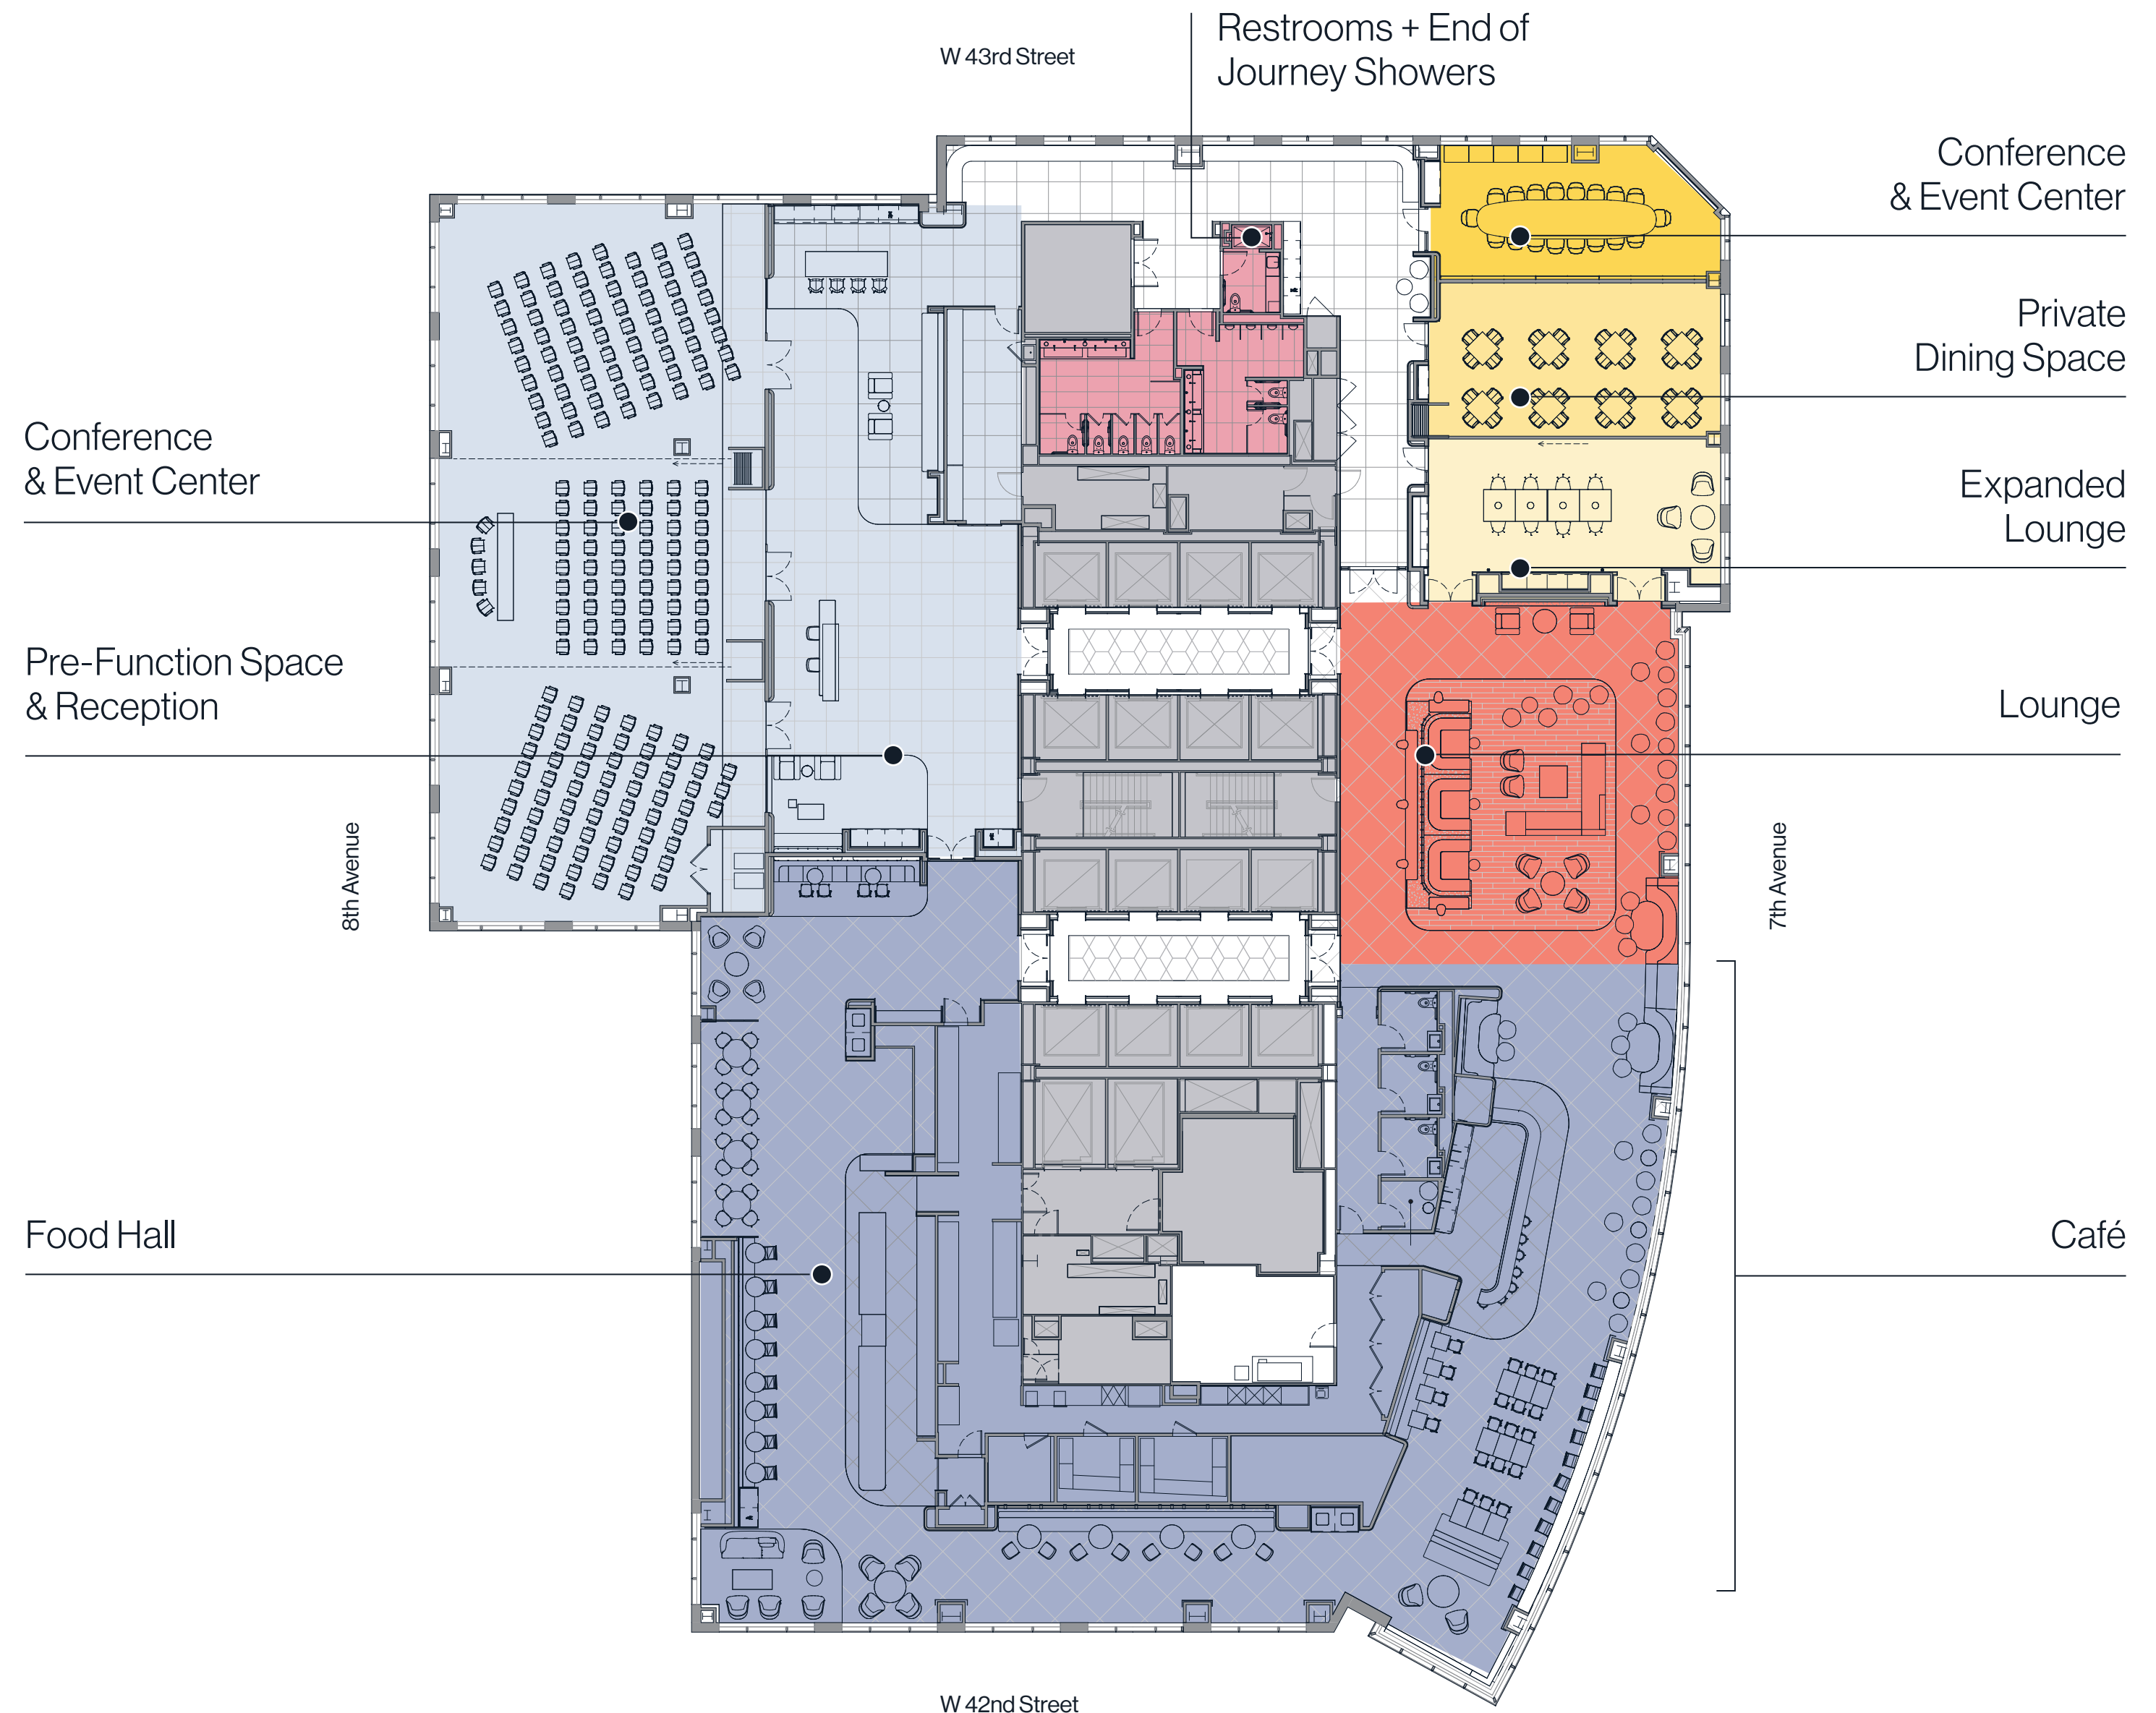 Restrooms + End of
Journey Showers
W 43rd Street
Conference
& Event Center
Private
Dining Space
Conference
& Event Center
Expanded
Lounge
Pre-Function Space
& Reception
Lounge
8th Avenue
7th Avenue
Food Hall
Café
W 42nd Street